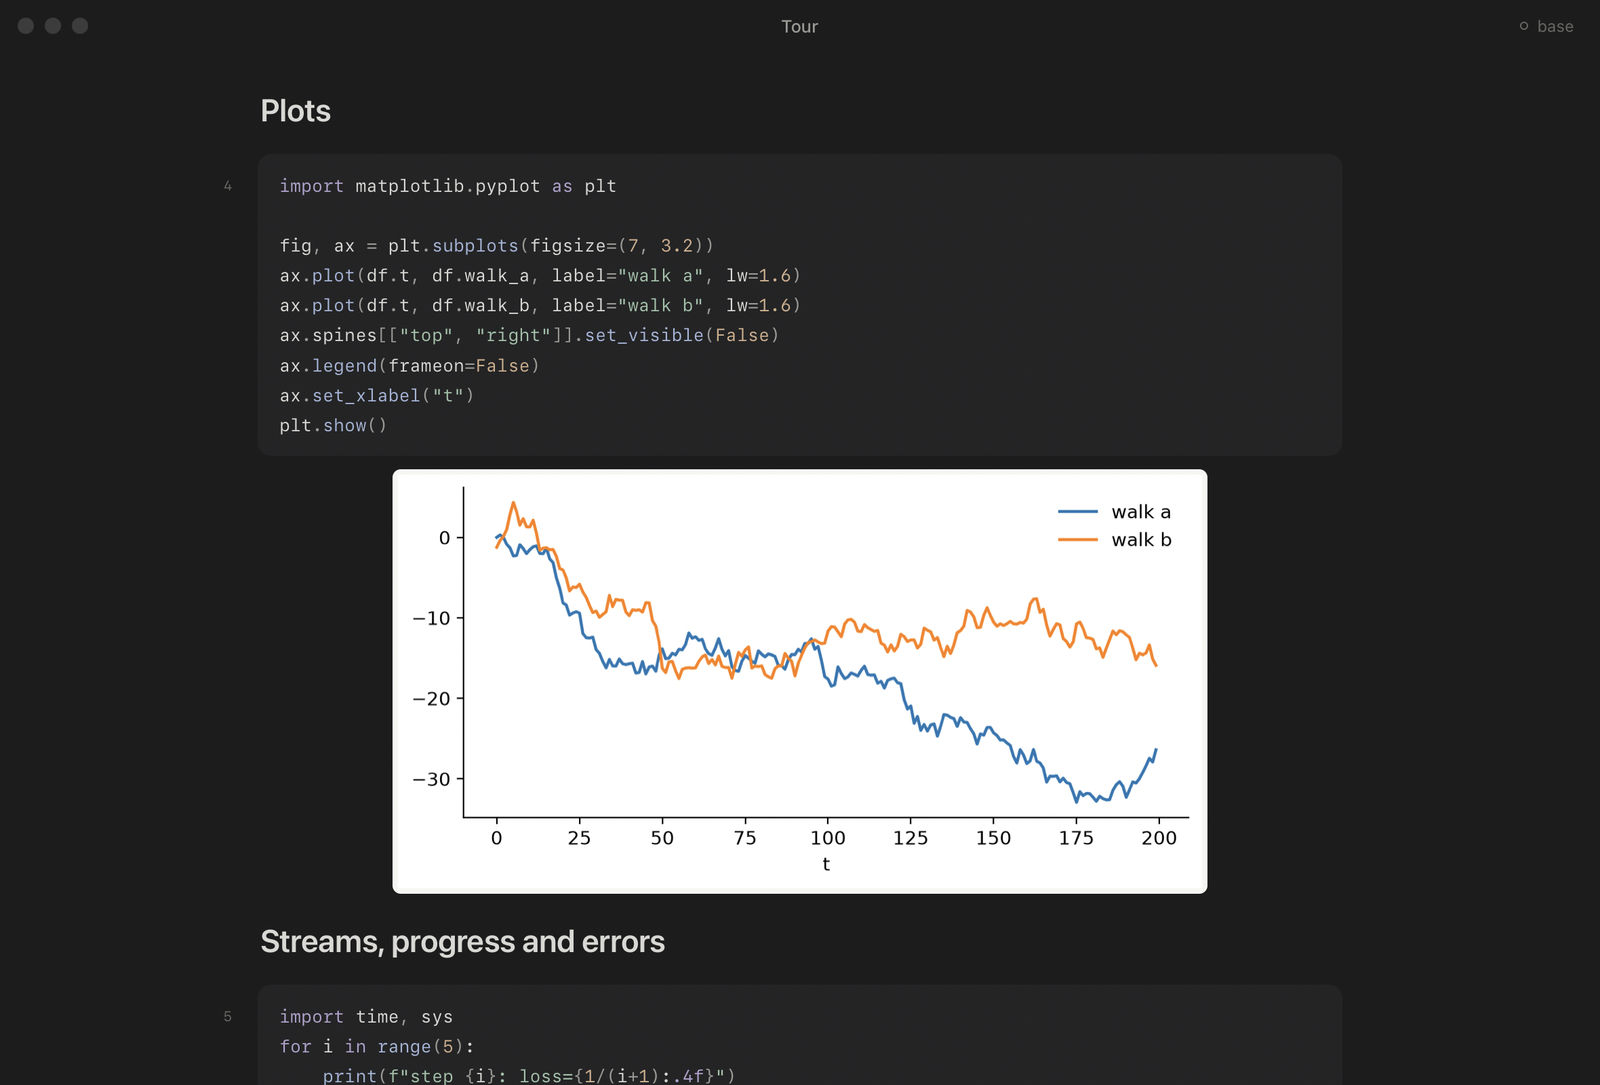 Tour
base
Plots
4
import matplotlib.pyplot as plt
fig, ax = plt.subplots(figsize=(7, 3.2))
ax.plot(df.t, df.walk_a, label="walk a", lw=1.6)
ax.plot(df.t, df.walk_b, label="walk b", lw=1.6)
ax.spines[["top", "right"]].set_visible(False)
ax.legend(frameon=False)
ax.set_xlabel("t")
plt.show()
walk a
walk b
0
−10
−20
−30
0 25 50 75 100 125 150 175 200
t
Streams, progress and errors
5
import time, sys
for i in range(5):
    print(f"step {i}: loss={1/(i+1):.4f}")